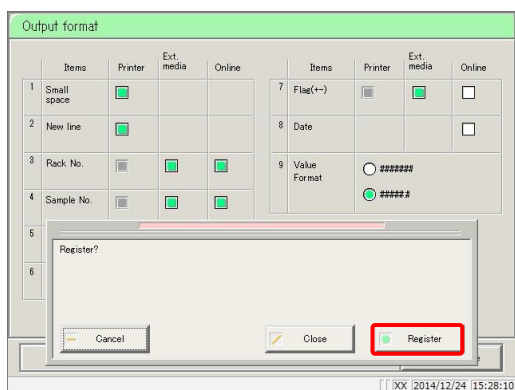 Output format
Items Printer Ext. media Online
1 Small space
2 New line
3 Rack No.
4 Sample No.
5
6
Items Printer Ext. media Online
7 Flag(+-)
8 Date
9 Value Format
#######
#####.#
Register?
Cancel Close Register
XX 2014/12/24 15:28:10